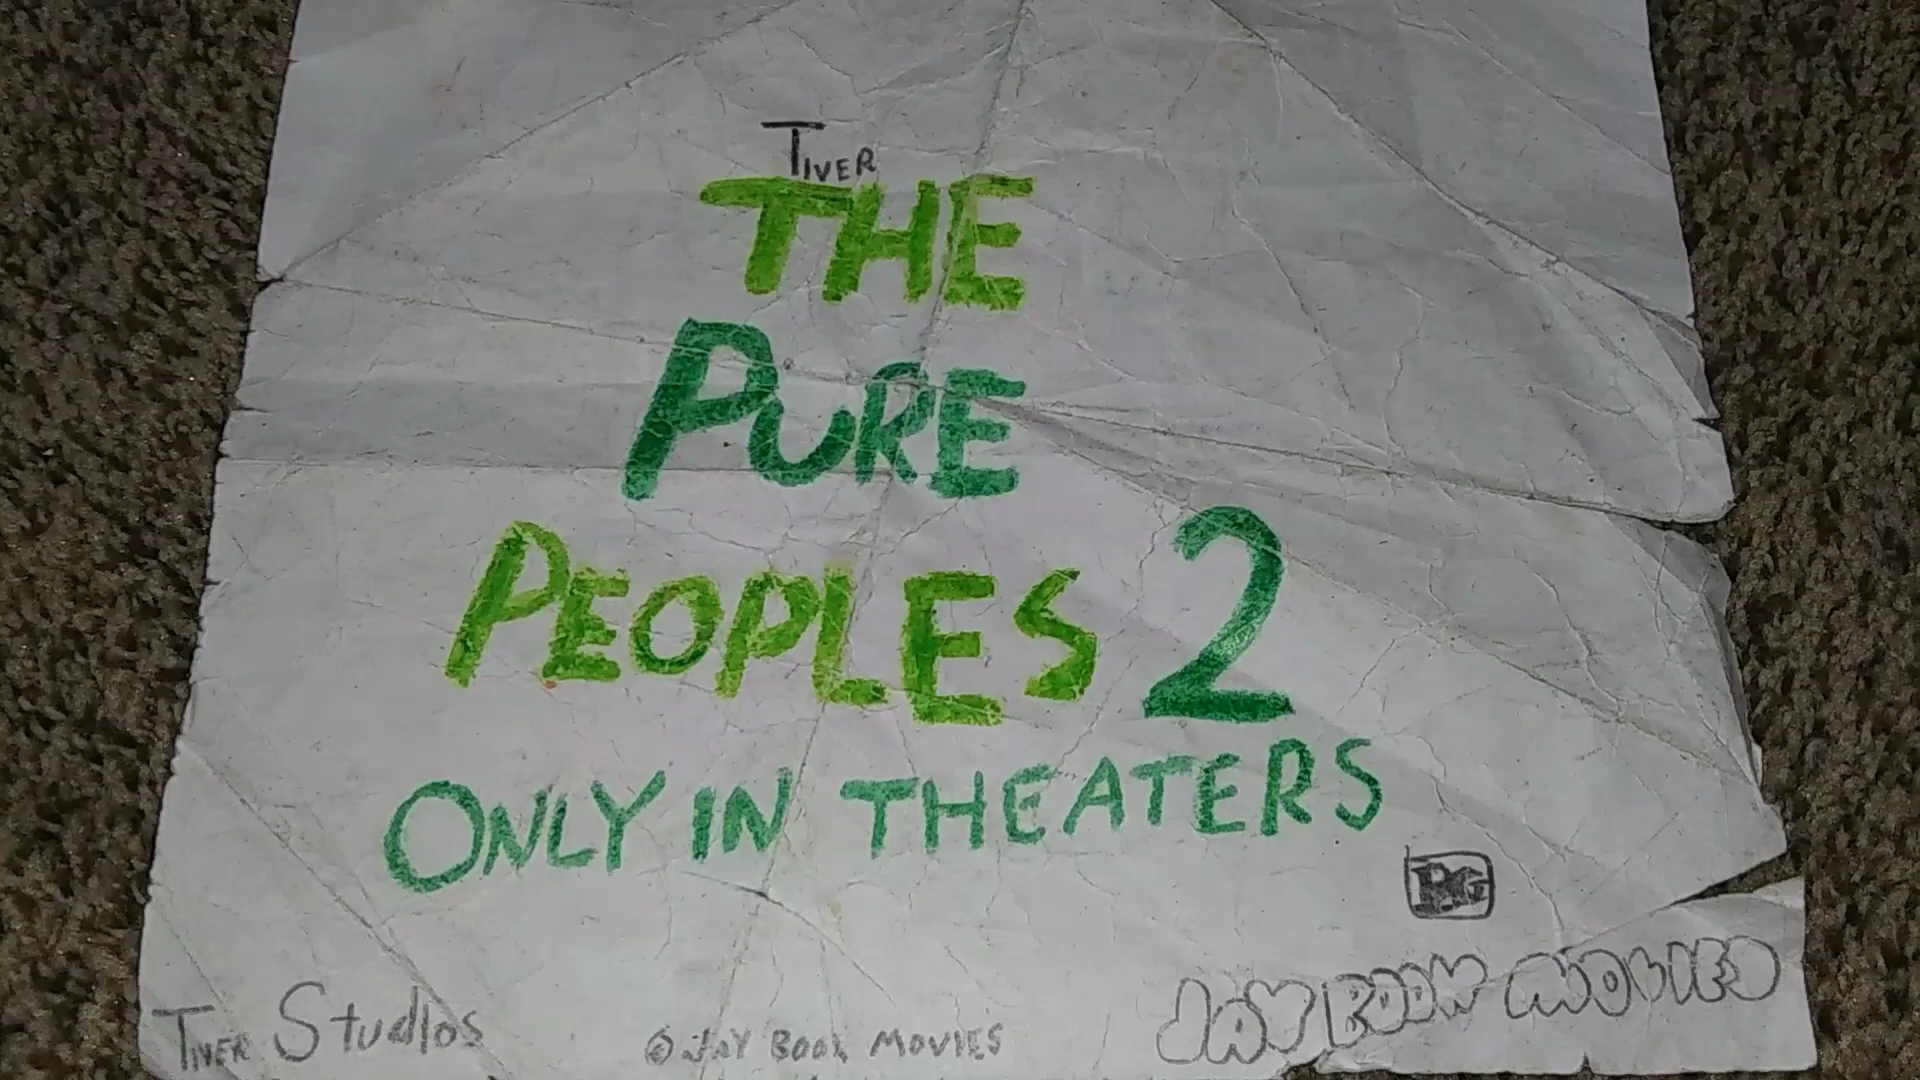 TIVER
THE
PURE
PEOPLES 2
ONLY IN THEATERS
PG
TIVER Studios
© JAY BOOK MOVIES
JAY BOOK MOVIES